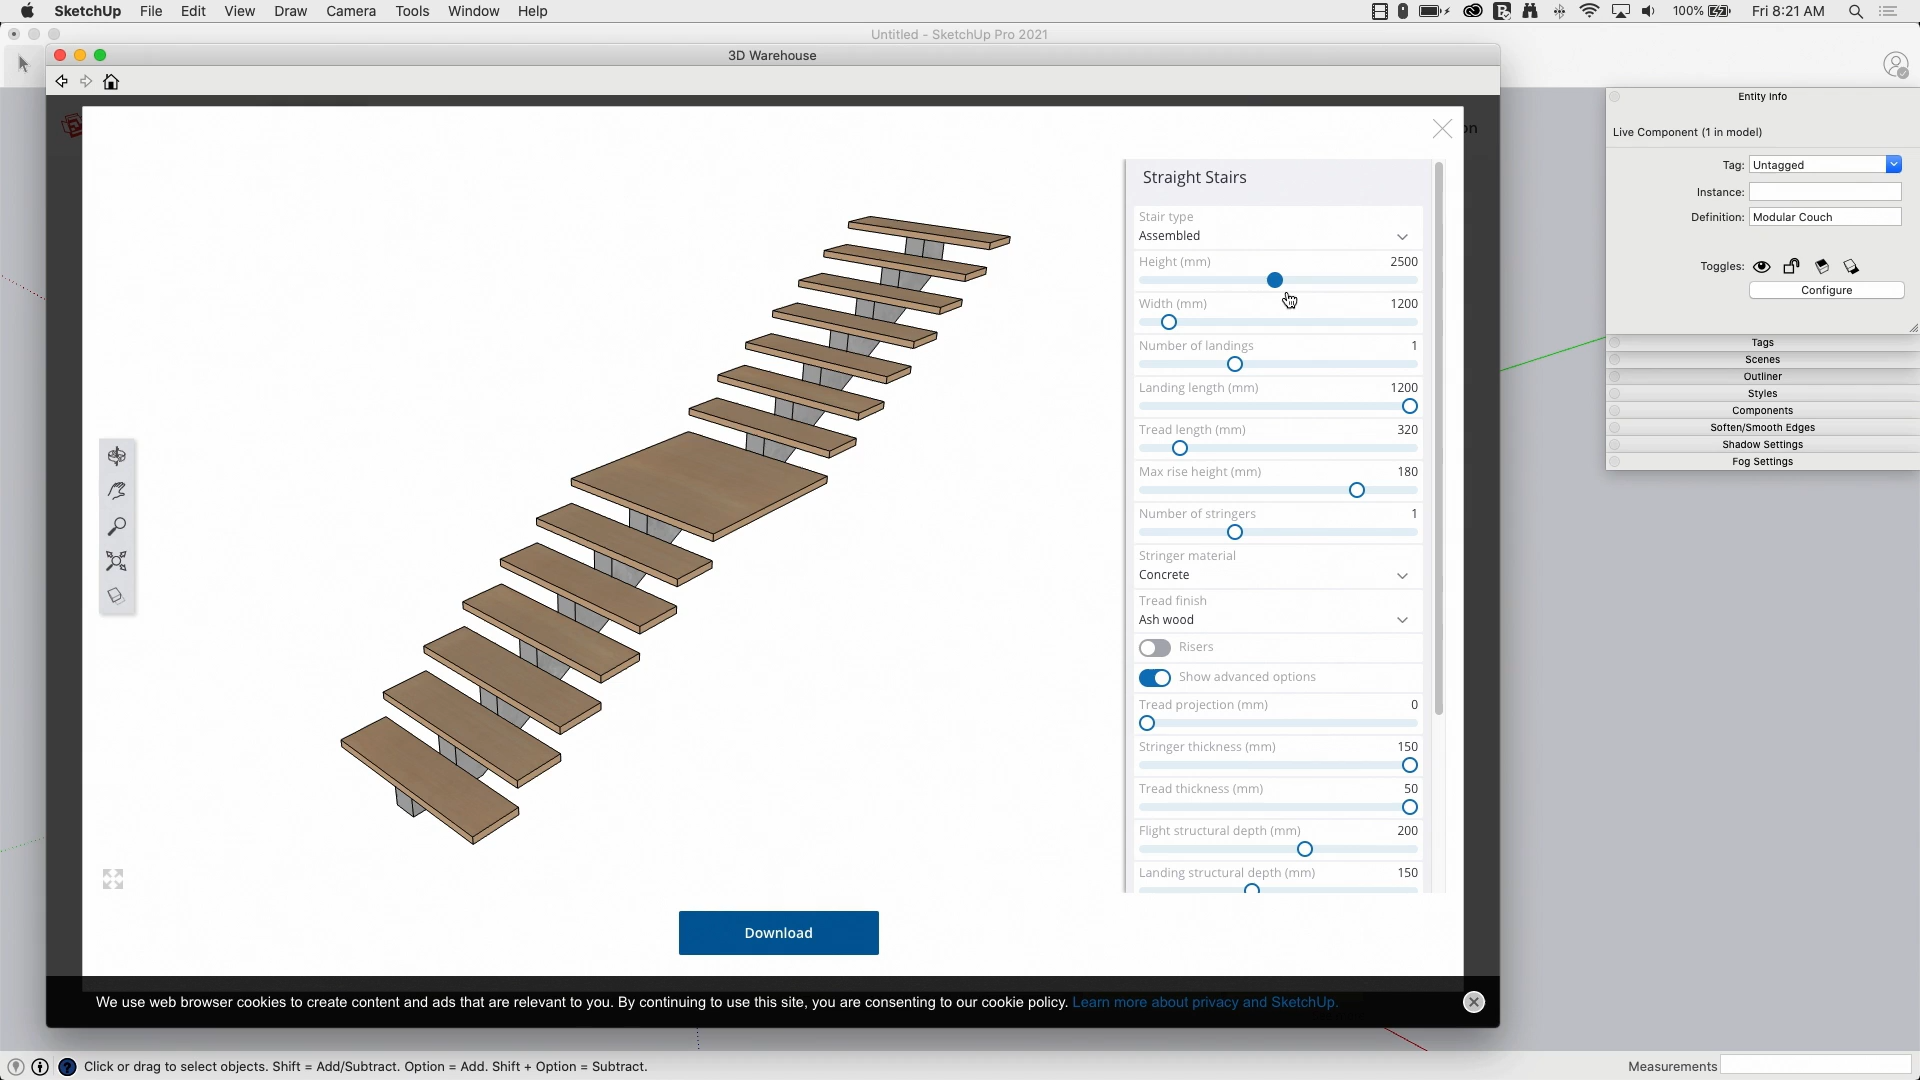 SketchUp File Edit View Draw Camera Tools Window Help 100% Fri 8:21 AM
Untitled - SketchUp Pro 2021
3D Warehouse
on
Straight Stairs
Stair type
Assembled
Height (mm) 2500
Width (mm) 1200
Number of landings 1
Landing length (mm) 1200
Tread length (mm) 320
Max rise height (mm) 180
Number of stringers 1
Stringer material
Concrete
Tread finish
Ash wood
Risers
Show advanced options
Tread projection (mm) 0
Stringer thickness (mm) 150
Tread thickness (mm) 50
Flight structural depth (mm) 200
Landing structural depth (mm) 150
Download
Entity Info
Live Component (1 in model)
Tag: Untagged
Instance:
Definition: Modular Couch
Toggles:
Configure
Tags
Scenes
Outliner
Styles
Components
Soften/Smooth Edges
Shadow Settings
Fog Settings
We use web browser cookies to create content and ads that are relevant to you. By continuing to use this site, you are consenting to our cookie policy. Learn more about privacy and SketchUp.
Click or drag to select objects. Shift = Add/Subtract. Option = Add. Shift + Option = Subtract.
Measurements